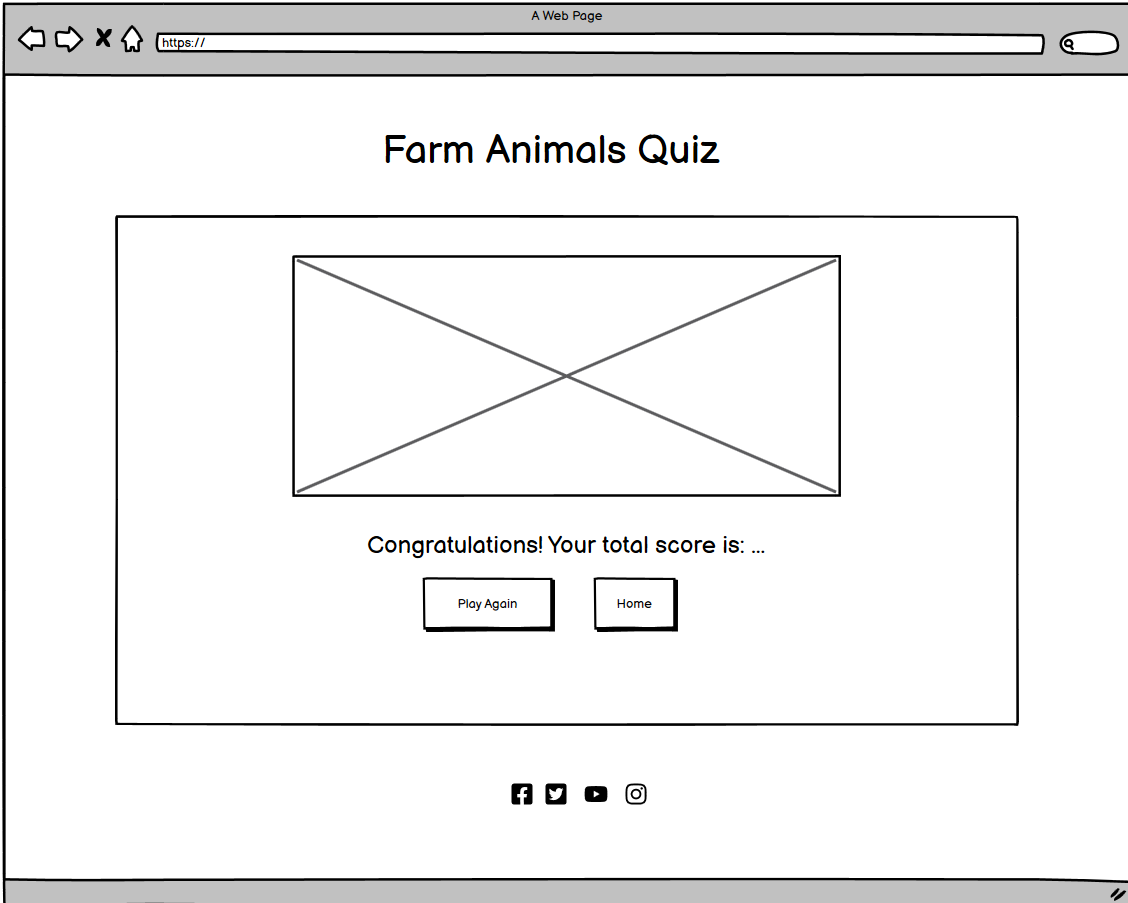 A Web Page
https://
Farm Animals Quiz
Congratulations! Your total score is: ...
Play Again
Home